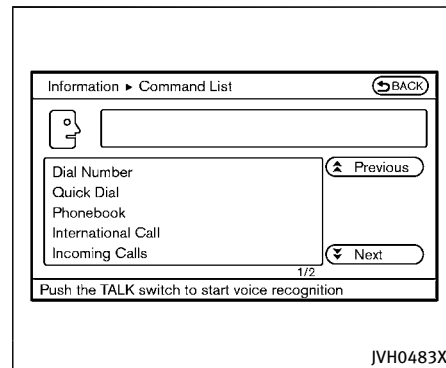 Information ▸ Command List
BACK
Dial Number
Previous
Quick Dial
Phonebook
International Call
Incoming Calls
Next
1/2
Push the TALK switch to start voice recognition
JVH0483X